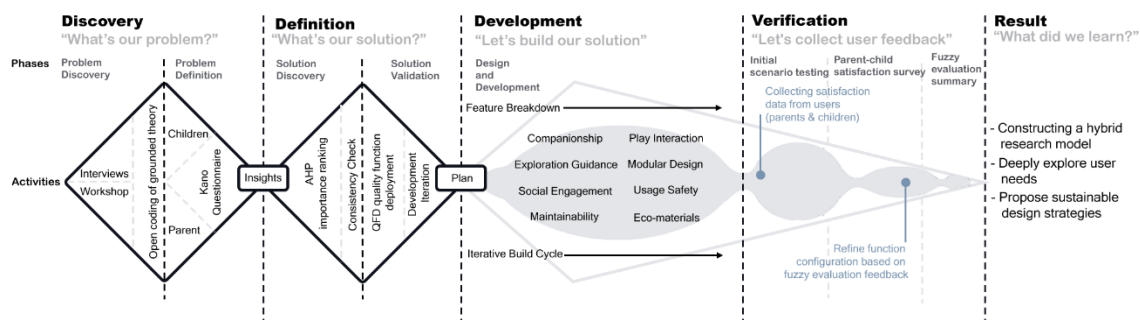 Discovery
"What's our problem?"
Definition
"What's our solution?"
Development
"Let's build our solution"
Verification
"Let's collect user feedback"
Result
"What did we learn?"
Phases
Problem
Discovery
Problem
Definition
Solution
Discovery
Solution
Validation
Design
and
Development
Initial
scenario testing
Parent-child
satisfaction survey
Fuzzy
evaluation
summary
Activities
Interviews
Workshop
Open coding of grounded theory
Children
Parent
Kano
Questionnaire
Insights
AHP
importance ranking
Consistency Check
QFD quality function
deployment
Development
Iteration
Plan
Feature Breakdown
Companionship
Play Interaction
Exploration Guidance
Modular Design
Social Engagement
Usage Safety
Maintainability
Eco-materials
Iterative Build Cycle
Collecting satisfaction
data from users
(parents & children)
Refine function
configuration based on
fuzzy evaluation feedback
- Constructing a hybrid
research model
- Deeply explore user
needs
- Propose sustainable
design strategies